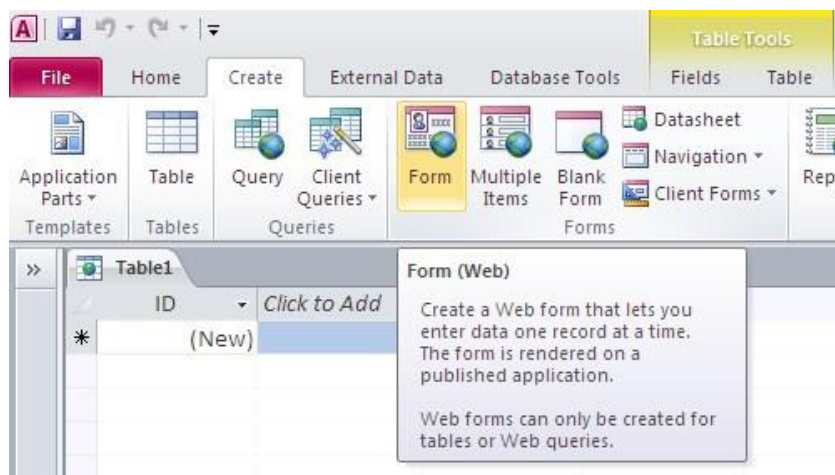 A
Table Tools
File Home Create External Data Database Tools Fields Table
Application Parts
Table
Query
Client Queries
Form
Multiple Items
Blank Form
Datasheet
Navigation
Client Forms
Rep
Templates Tables Queries Forms
Table1
ID Click to Add
(New)
Form (Web)
Create a Web form that lets you
enter data one record at a time.
The form is rendered on a
published application.
Web forms can only be created for
tables or Web queries.